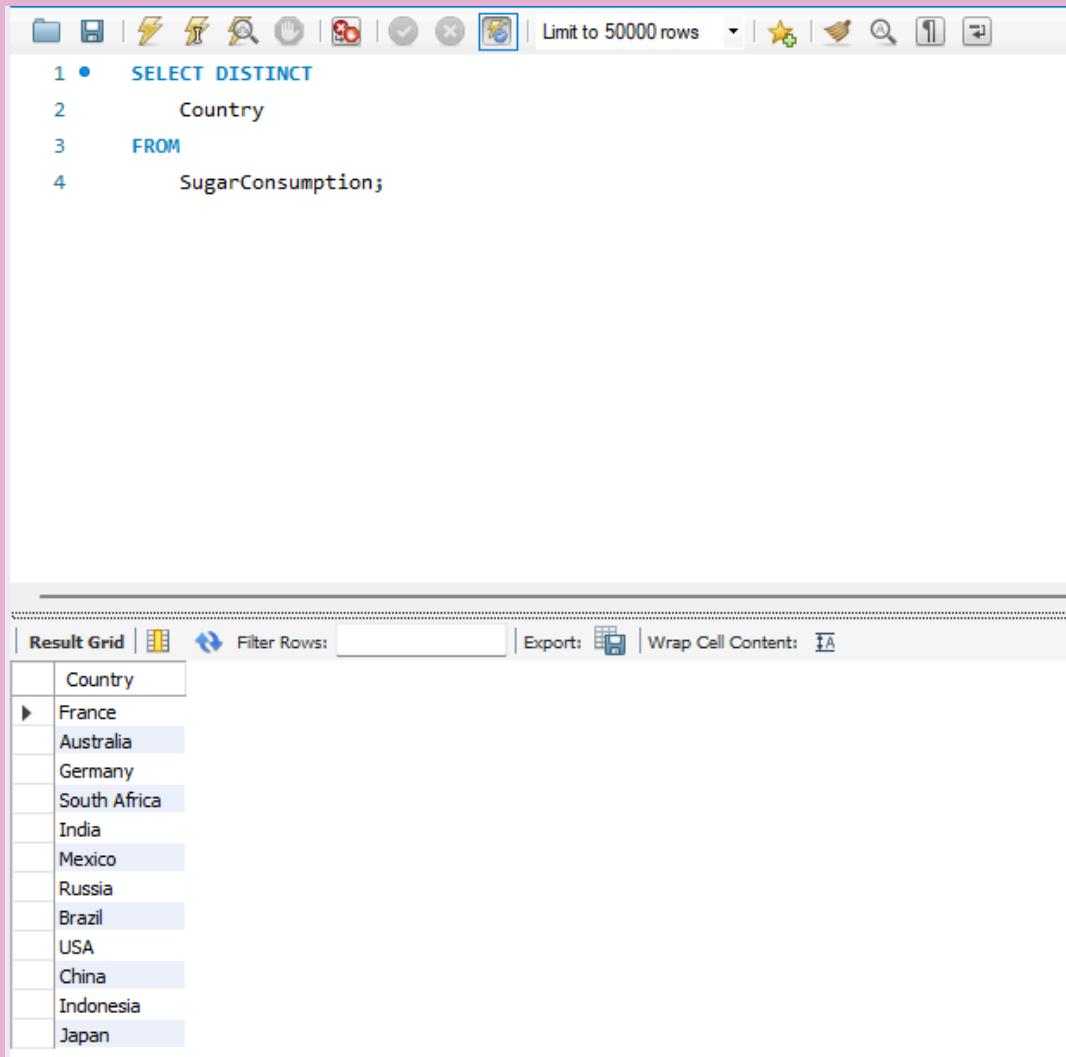 Limit to 50000 rows
1 SELECT DISTINCT
2 Country
3 FROM
4 SugarConsumption;
Result Grid Filter Rows: Export: Wrap Cell Content: IA
Country
France
Australia
Germany
South Africa
India
Mexico
Russia
Brazil
USA
China
Indonesia
Japan